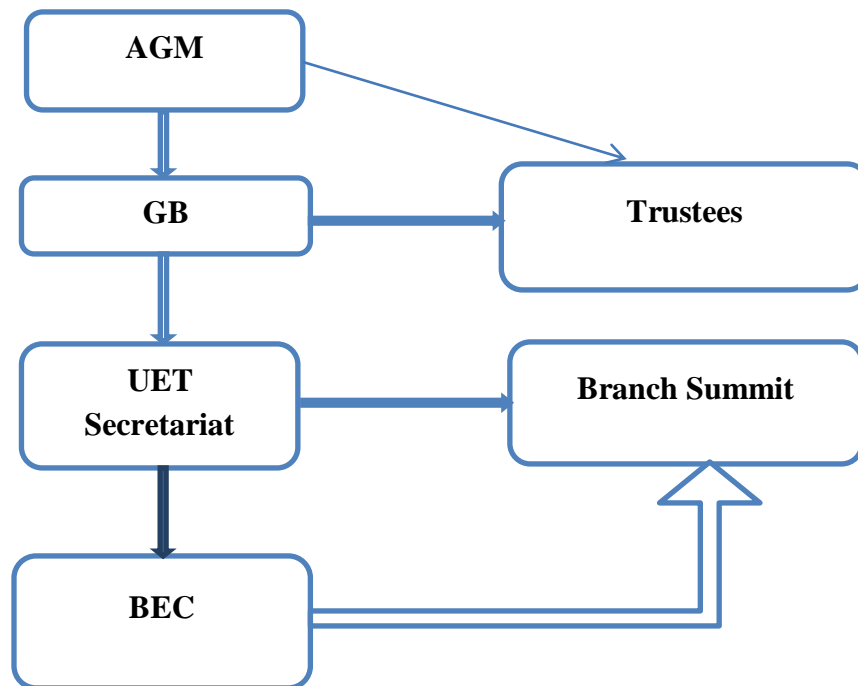 AGM
GB
Trustees
UET
Secretariat
Branch Summit
BEC